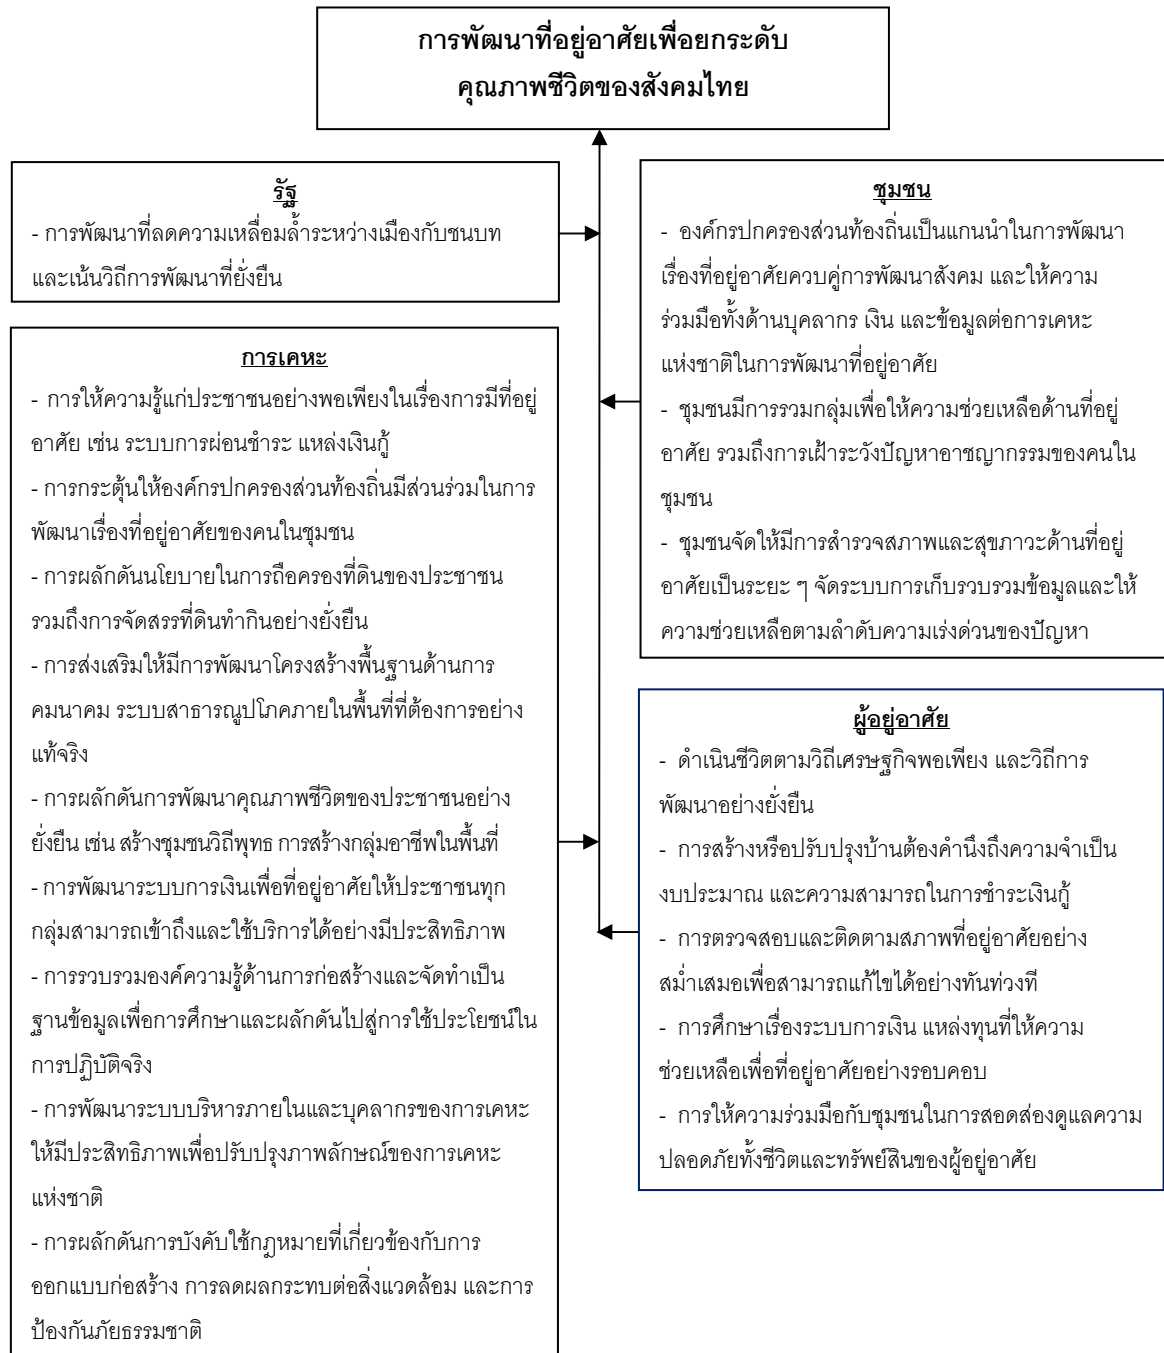 การพัฒนาที่อยู่อาศัยเพื่อยกระดับ
คุณภาพชีวิตของสังคมไทย
รัฐ
- การพัฒนาที่ลดความเหลื่อมล้ำระหว่างเมืองกับชนบท
และเน้นวิถีการพัฒนาที่ยั่งยืน
การเคหะ
- การให้ความรู้แก่ประชาชนอย่างพอเพียงในเรื่องการมีที่อยู่
อาศัย เช่น ระบบการผ่อนชำระ แหล่งเงินกู้
- การกระตุ้นให้องค์กรปกครองส่วนท้องถิ่นมีส่วนร่วมในการ
พัฒนาเรื่องที่อยู่อาศัยของคนในชุมชน
- การผลักดันนโยบายในการถือครองที่ดินของประชาชน
รวมถึงการจัดสรรที่ดินทำกินอย่างยั่งยืน
- การส่งเสริมให้มีการพัฒนาโครงสร้างพื้นฐานด้านการ
คมนาคม ระบบสาธารณูปโภคภายในพื้นที่ที่ต้องการอย่าง
แท้จริง
- การผลักดันการพัฒนาคุณภาพชีวิตของประชาชนอย่าง
ยั่งยืน เช่น สร้างชุมชนวิถีพุทธ การสร้างกลุ่มอาชีพในพื้นที่
- การพัฒนาระบบการเงินเพื่อที่อยู่อาศัยให้ประชาชนทุก
กลุ่มสามารถเข้าถึงและใช้บริการได้อย่างมีประสิทธิภาพ
- การรวบรวมองค์ความรู้ด้านการก่อสร้างและจัดทำเป็น
ฐานข้อมูลเพื่อการศึกษาและผลักดันไปสู่การใช้ประโยชน์ใน
การปฏิบัติจริง
- การพัฒนาระบบบริหารภายในและบุคลากรของการเคหะ
ให้มีประสิทธิภาพเพื่อปรับปรุงภาพลักษณ์ของการเคหะ
แห่งชาติ
- การผลักดันการบังคับใช้กฎหมายที่เกี่ยวข้องกับการ
ออกแบบก่อสร้าง การลดผลกระทบต่อสิ่งแวดล้อม และการ
ป้องกันภัยธรรมชาติ
ชุมชน
- องค์กรปกครองส่วนท้องถิ่นเป็นแกนนำในการพัฒนา
เรื่องที่อยู่อาศัยควบคู่การพัฒนาสังคม และให้ความ
ร่วมมือทั้งด้านบุคลากร เงิน และข้อมูลต่อการเคหะ
แห่งชาติในการพัฒนาที่อยู่อาศัย
- ชุมชนมีการรวมกลุ่มเพื่อให้ความช่วยเหลือด้านที่อยู่
อาศัย รวมถึงการเฝ้าระวังปัญหาอาชญากรรมของคนใน
ชุมชน
- ชุมชนจัดให้มีการสำรวจสภาพและสุขภาวะด้านที่อยู่
อาศัยเป็นระยะ ๆ จัดระบบการเก็บรวบรวมข้อมูลและให้
ความช่วยเหลือตามลำดับความเร่งด่วนของปัญหา
ผู้อยู่อาศัย
- ดำเนินชีวิตตามวิถีเศรษฐกิจพอเพียง และวิถีการ
พัฒนาอย่างยั่งยืน
- การสร้างหรือปรับปรุงบ้านต้องคำนึงถึงความจำเป็น
งบประมาณ และความสามารถในการชำระเงินกู้
- การตรวจสอบและติดตามสภาพที่อยู่อาศัยอย่าง
สม่ำเสมอเพื่อสามารถแก้ไขได้อย่างทันท่วงที
- การศึกษาเรื่องระบบการเงิน แหล่งทุนที่ให้ความ
ช่วยเหลือเพื่อที่อยู่อาศัยอย่างรอบคอบ
- การให้ความร่วมมือกับชุมชนในการสอดส่องดูแลความ
ปลอดภัยทั้งชีวิตและทรัพย์สินของผู้อยู่อาศัย